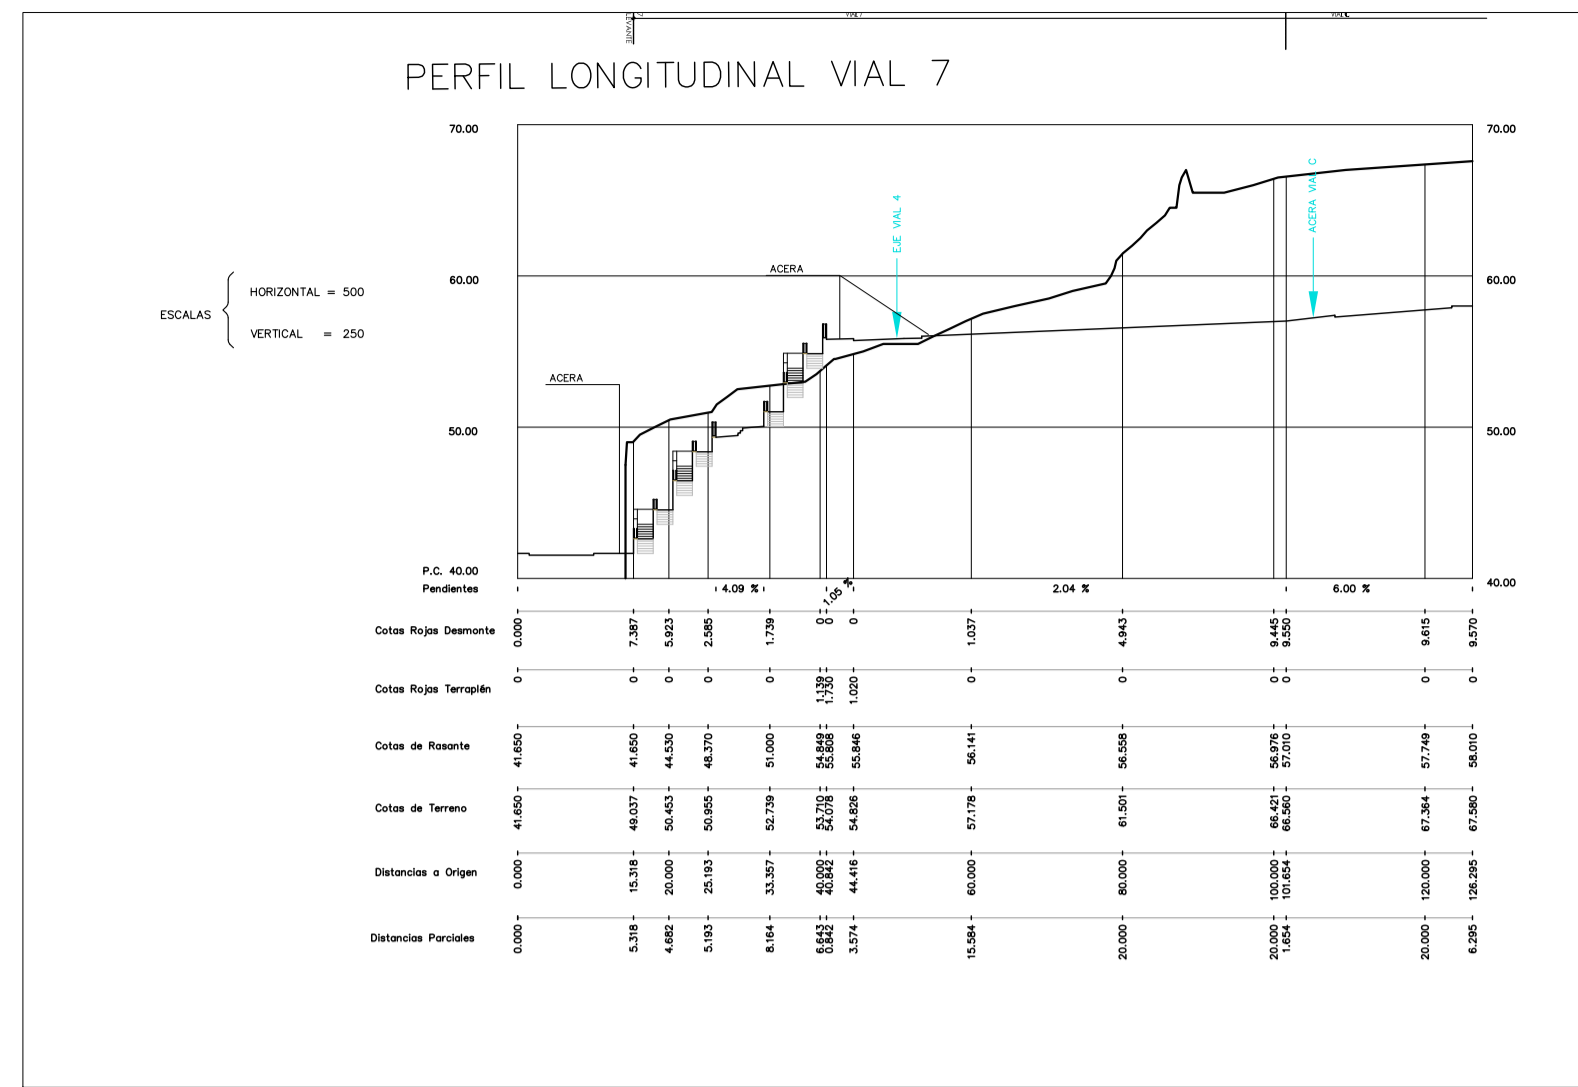 LEVANTE
VIAL7
VIAL C
PERFIL LONGITUDINAL VIAL 7
70.00
70.00
60.00
60.00
50.00
50.00
P.C. 40.00
40.00
ESCALAS
HORIZONTAL = 500
VERTICAL = 250
ACERA
ACERA
EJE VIAL 4
ACERA VIAL C
Pendientes 4.09 % 1.05 % 2.04 % 6.00 %
Cotas Rojas Desmonte 0.000 7.387 5.923 2.585 1.739 0 0 0 1.037 4.943 9.445 9.550 9.615 9.570
Cotas Rojas Terraplén 0 0 0 0 0 1.139 1.730 1.020 0 0 0 0 0 0
Cotas de Rasante 41.650 41.650 44.530 48.370 51.000 54.849 55.808 55.846 56.141 56.558 56.976 57.010 57.749 58.010
Cotas de Terreno 41.650 49.037 50.453 50.955 52.739 53.710 54.078 54.826 57.178 61.501 66.421 66.560 67.364 67.580
Distancias a Origen 0.000 15.318 20.000 25.193 33.357 40.000 40.842 44.416 60.000 80.000 100.000 101.654 120.000 126.295
Distancias Parciales 0.000 5.318 4.682 5.193 8.164 6.643 0.842 3.574 15.584 20.000 20.000 1.654 20.000 6.295